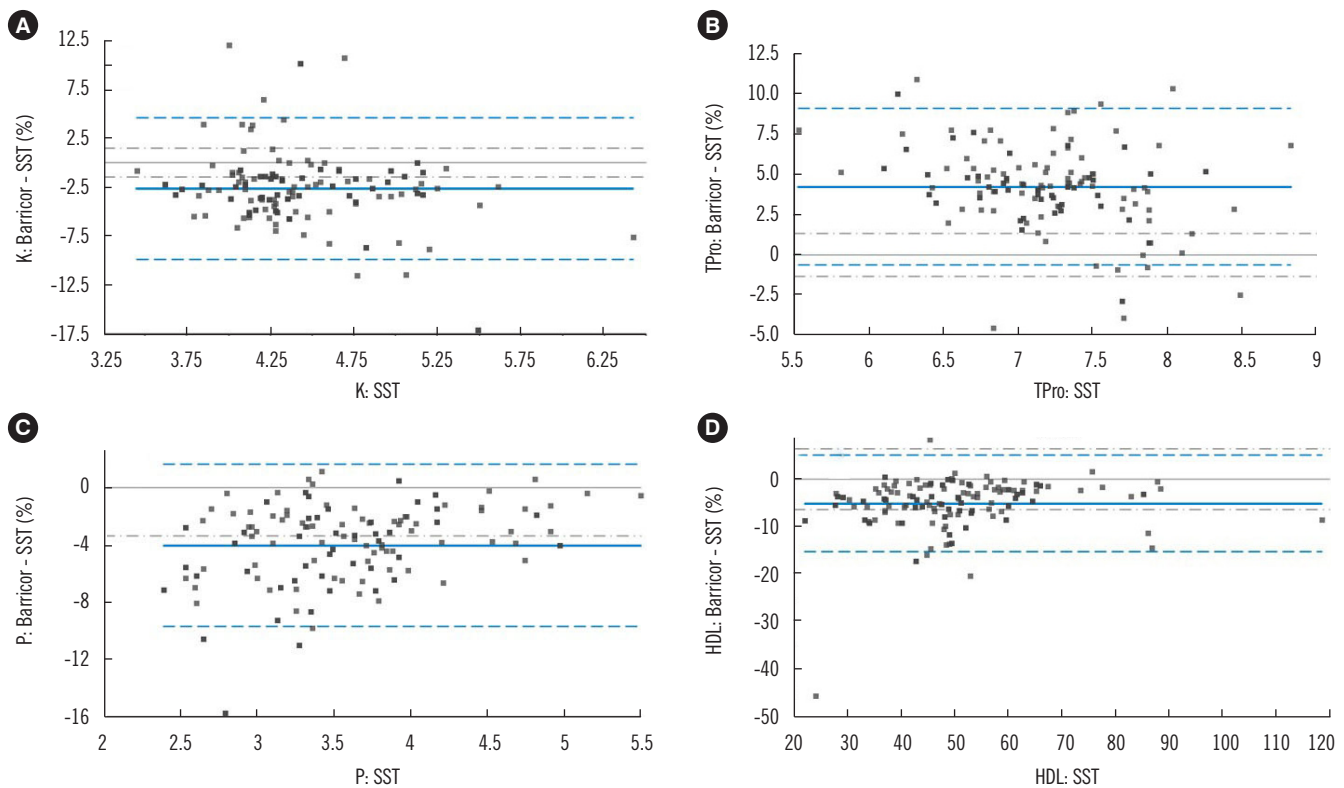 A
12.5
7.5
2.5
-2.5
-7.5
-12.5
-17.5
K: Barricor - SST (%)
3.25 3.75 4.25 4.75 5.25 5.75 6.25
K: SST
B
12.5
10.0
7.5
5.0
2.5
0
-2.5
-5.0
TPro: Barricor - SST (%)
5.5 6 6.5 7 7.5 8 8.5 9
TPro: SST
C
0
-4
-8
-12
-16
P: Barricor - SST (%)
2 2.5 3 3.5 4 4.5 5 5.5
P: SST
D
0
-10
-20
-30
-40
-50
HDL: Barricor - SST (%)
20 30 40 50 60 70 80 90 100 110 120
HDL: SST